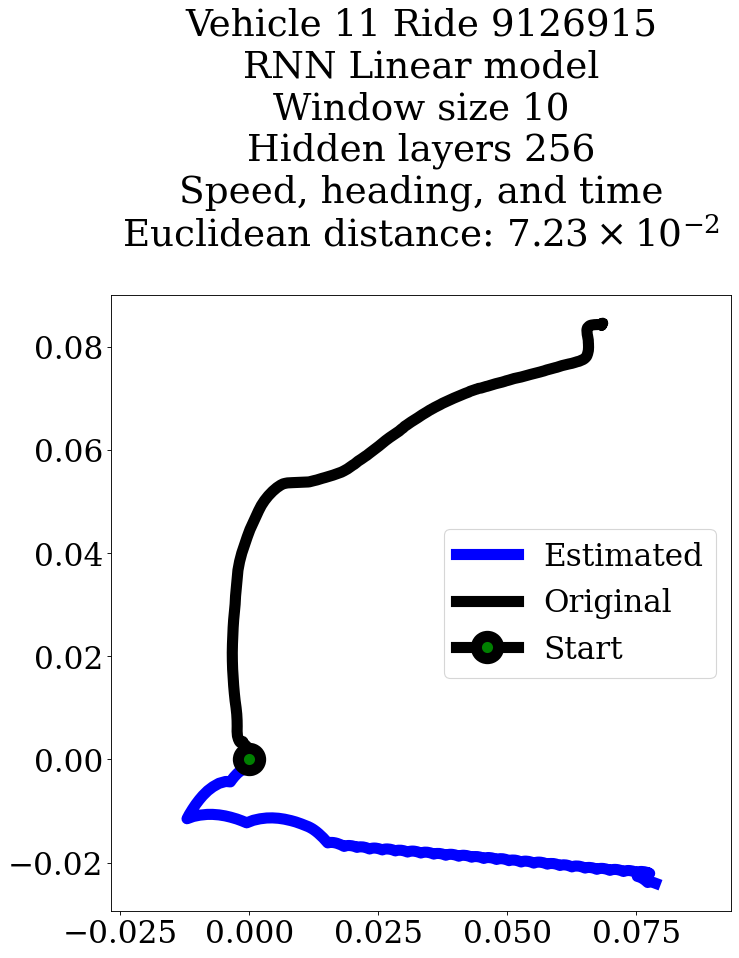 Vehicle 11 Ride 9126915
RNN Linear model
Window size 10
Hidden layers 256
Speed, heading, and time
Euclidean distance: 7.23 × 10⁻²
0.08
0.06
0.04
0.02
0.00
−0.02
Estimated
Original
Start
−0.025 0.000 0.025 0.050 0.075